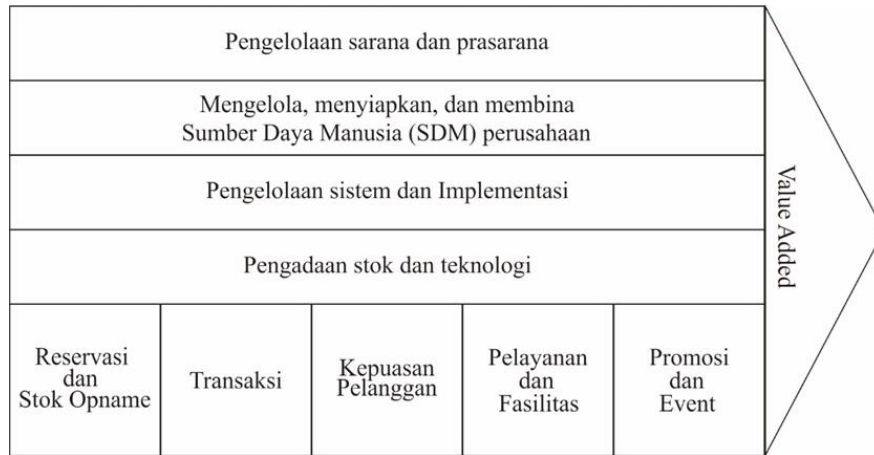 Pengelolaan sarana dan prasarana
Mengelola, menyiapkan, dan membina
Sumber Daya Manusia (SDM) perusahaan
Pengelolaan sistem dan Implementasi
Pengadaan stok dan teknologi
Reservasi
dan
Stok Opname
Transaksi
Kepuasan
Pelanggan
Pelayanan
dan
Fasilitas
Promosi
dan
Event
Value Added